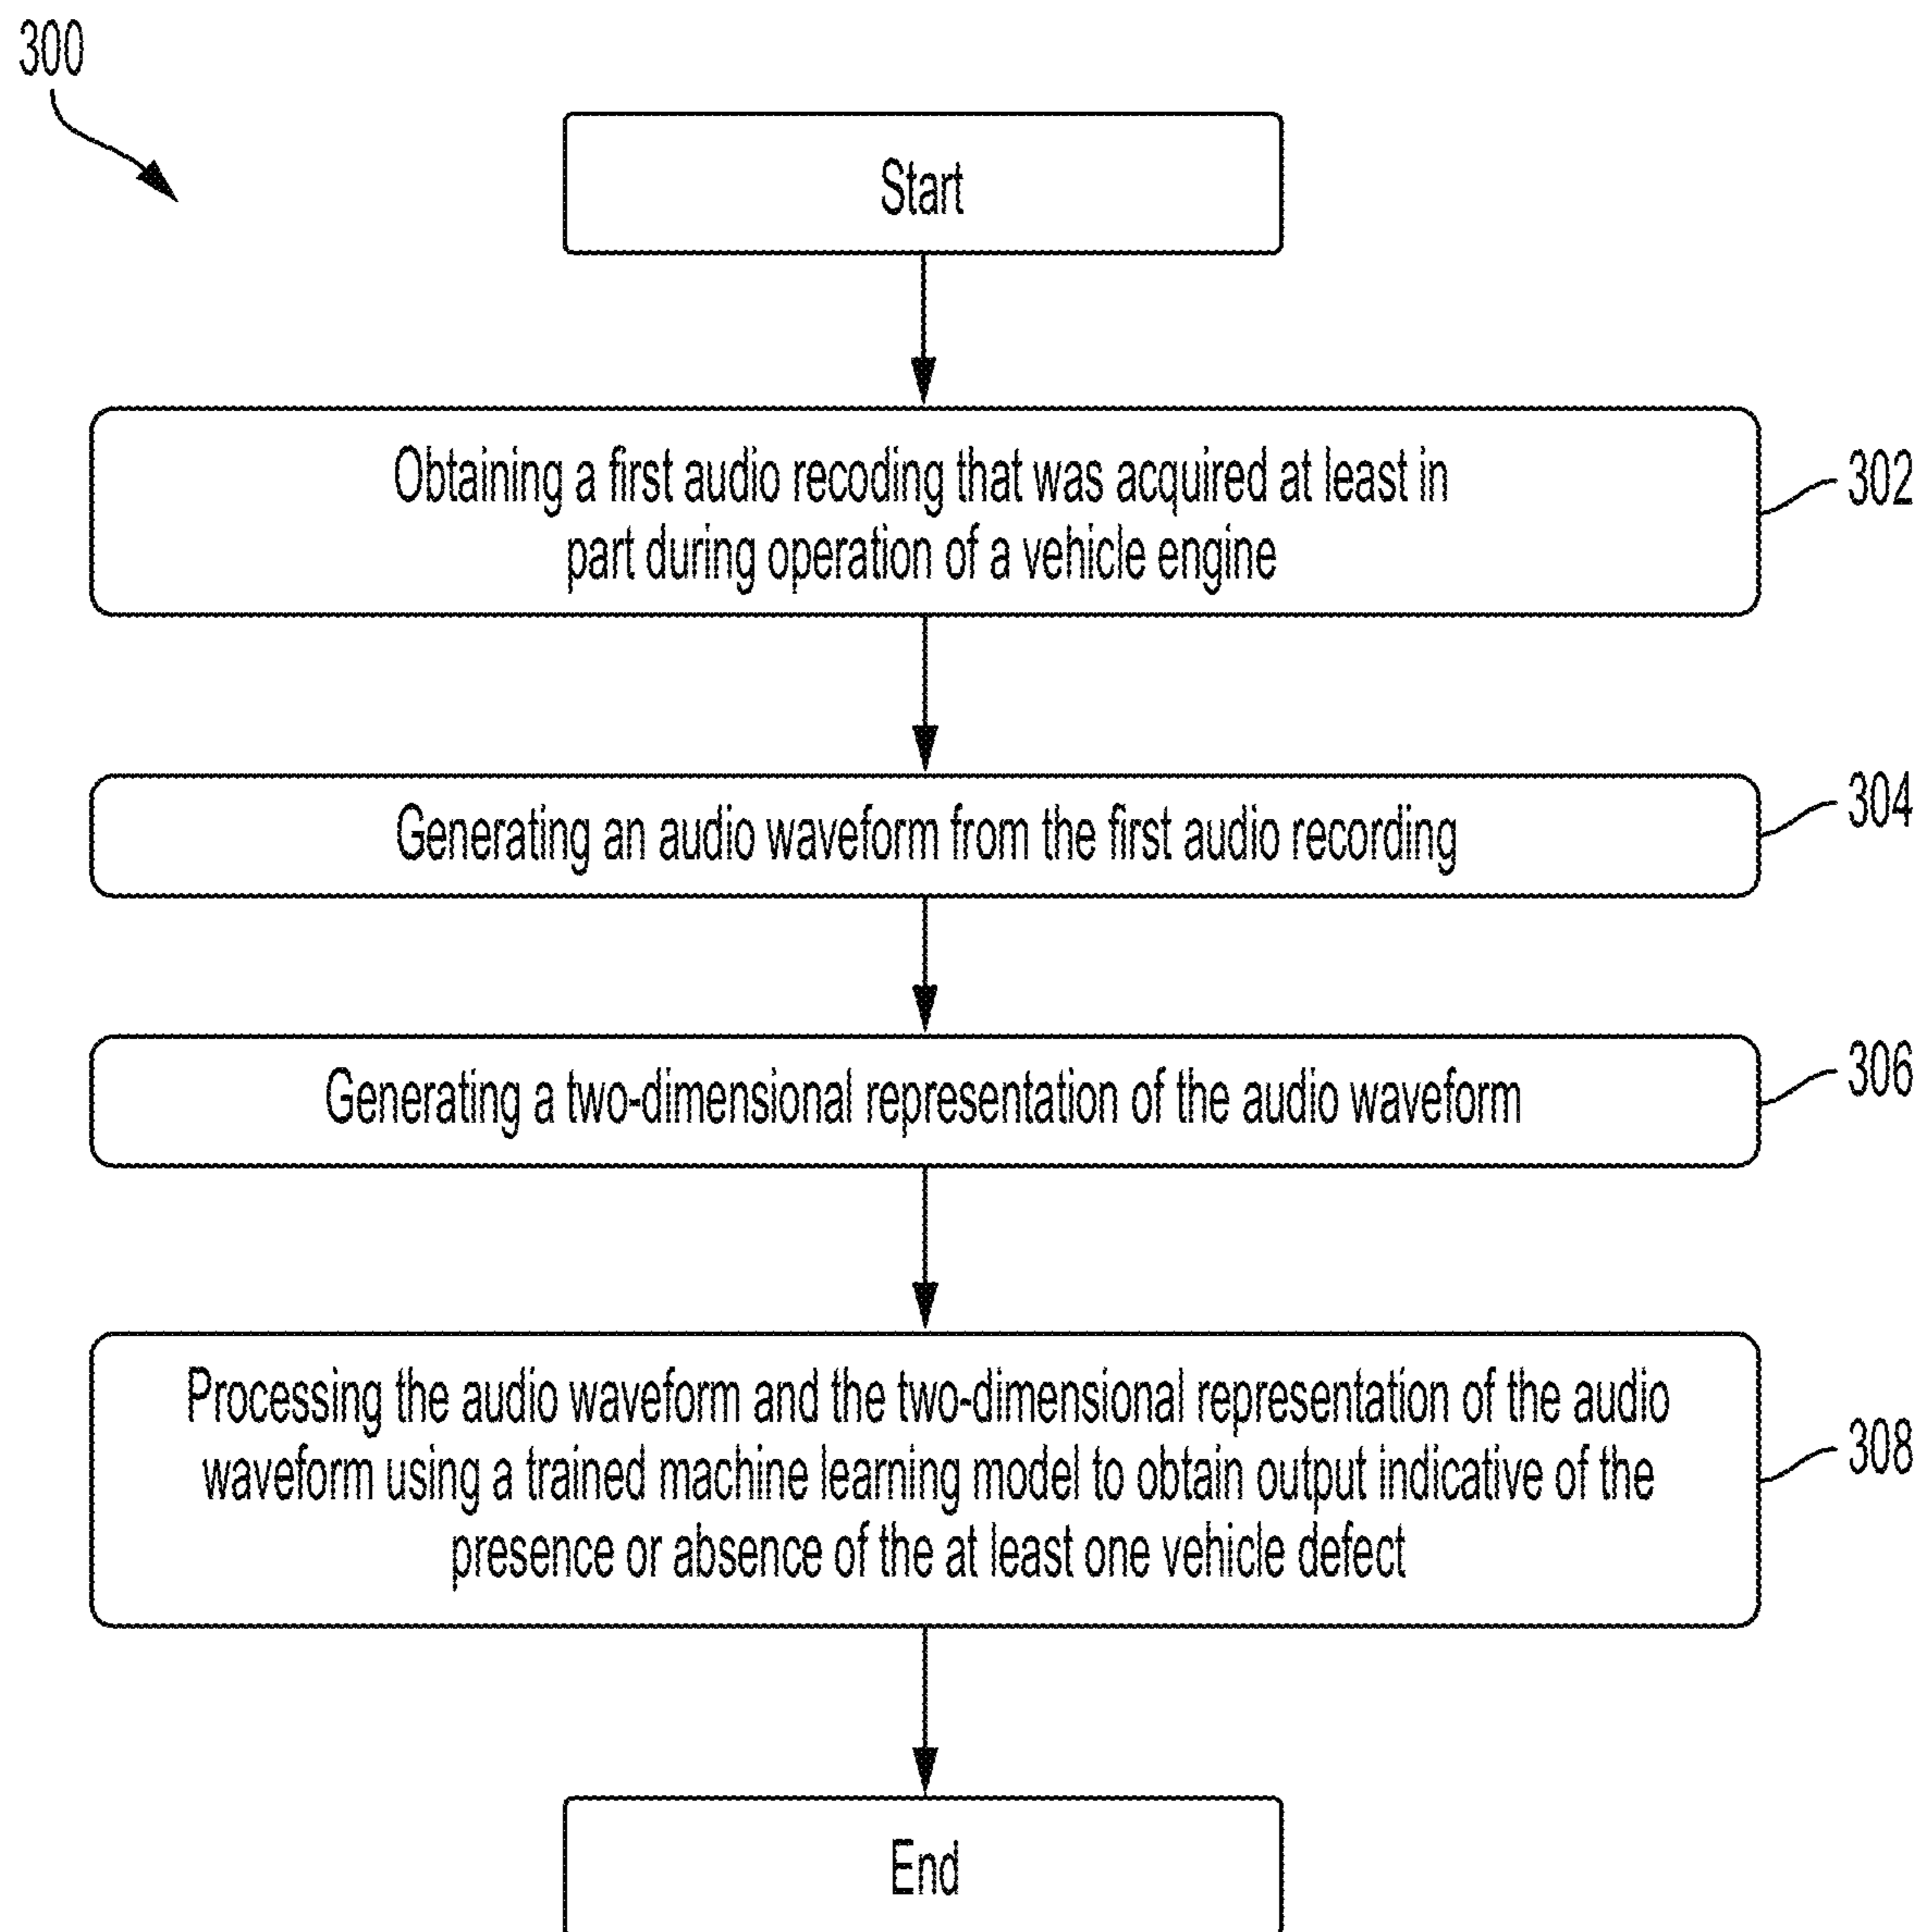 300
Start
Obtaining a first audio recoding that was acquired at least in
part during operation of a vehicle engine
302
Generating an audio waveform from the first audio recording
304
Generating a two-dimensional representation of the audio waveform
306
Processing the audio waveform and the two-dimensional representation of the audio
waveform using a trained machine learning model to obtain output indicative of the
presence or absence of the at least one vehicle defect
308
End